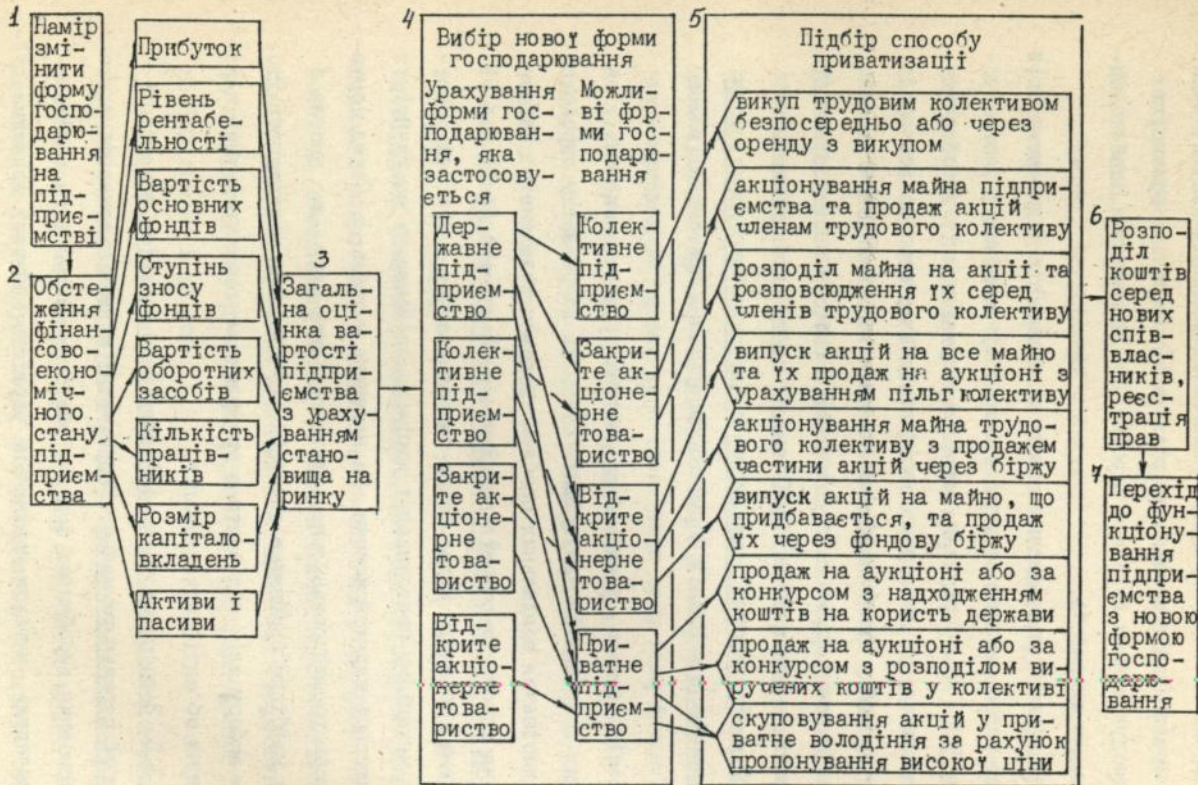 1
Намір
змі-
нити
форму
госпо-
дарю-
вання
на
під-
приє-
мстві
2
Обсте-
ження
фінан-
сово-
еконо-
міч-
ного
стану
підпри-
приєм-
ства
Прибуток
Рівень
рентабе-
льності
Вартість
основних
фондів
Ступінь
зносу
фондів
Вартість
оборотних
засобів
Кількість
праців-
ників
Розмір
капітало-
вкладень
Активи і
пасиви
3
Загаль-
на оці-
нка ва-
ртості
підпри-
ємства
з ураху-
ванням
стано-
вища на
ринку
4
Вибір нової форми
господарювання
Урахування
форми гос-
подарюван-
ня, яка
застосову-
ється
Дер-
жавне
під-
приєм-
ство
Колек-
тивне
під-
приєм-
ство
Закри-
те ак-
ціоне-
рне
това-
риство
Від-
крите
акціо-
нерне
това-
риство
Можли-
ві фор-
ми гос-
подарю-
вання
Колек-
тивне
під-
приєм-
ство
Закри-
те ак-
ціонe-
рне
това-
риство
Від-
крите
акціо-
нерне
това-
риство
При-
ватне
під-
приєм-
ство
5
Підбір способу
приватизації
викуп трудовим колективом
безпосередньо або через
оренду з викупом
акціонування майна підпри-
ємства та продаж акцій
членам трудового колективу
розподіл майна на акції та
розповсюдження їх серед
членів трудового колективу
випуск акцій на все майно
та їх продаж на аукціоні з
урахуванням пільг колективу
акціонування майна трудо-
вого колективу з продажем
частини акцій через біржу
випуск акцій на майно, що
придбавається, та продаж
їх через фондову біржу
продаж на аукціоні або за
конкурсом з надходженням
коштів на користь держави
продаж на аукціоні або за
конкурсом з розподілом ви-
ручених коштів у колективі
скуповування акцій у при-
ватне володіння за рахунок
пропонування високої ціни
6
Розпо-
діл
коштів
серед
нових
спів-
влас-
ників,
реєс-
трація
прав
7
Перехід
до фун-
кціону-
вання
підпри-
ємства
з новою
формою
госпо-
дарю-
вання